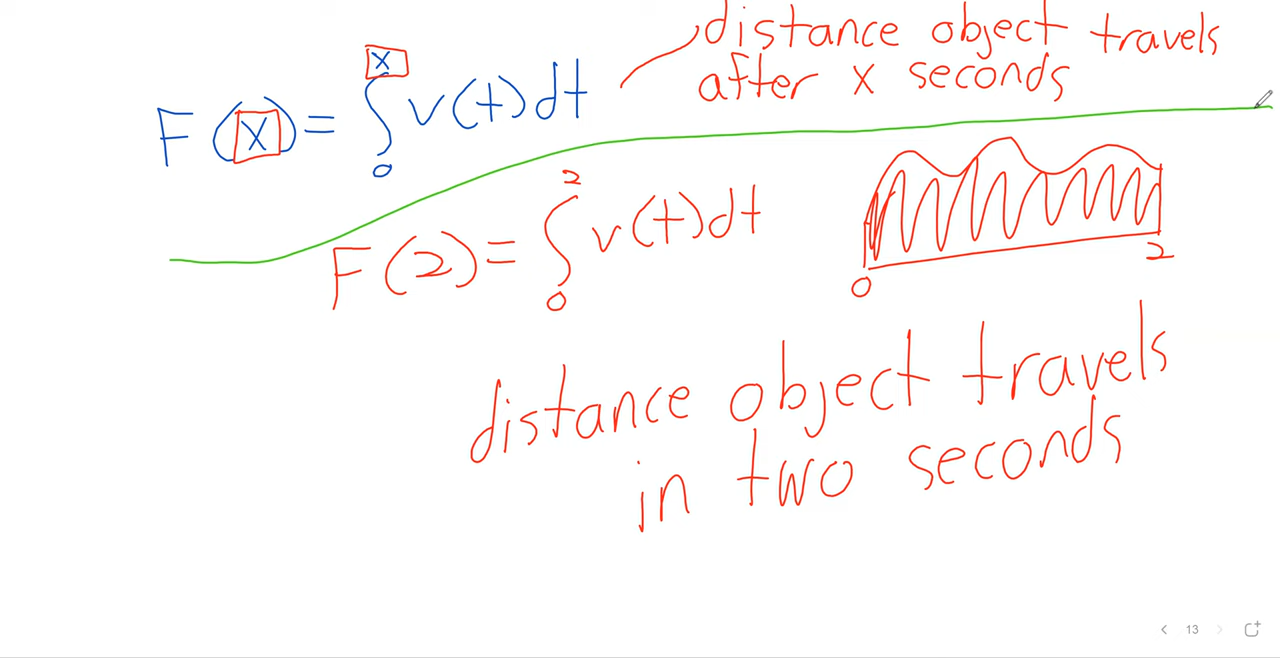 distance object travels
after x seconds
F(x) = ∫₀ˣ v(t)dt
F(2) = ∫₀² v(t)dt
0 2
distance object travels
in two seconds
13